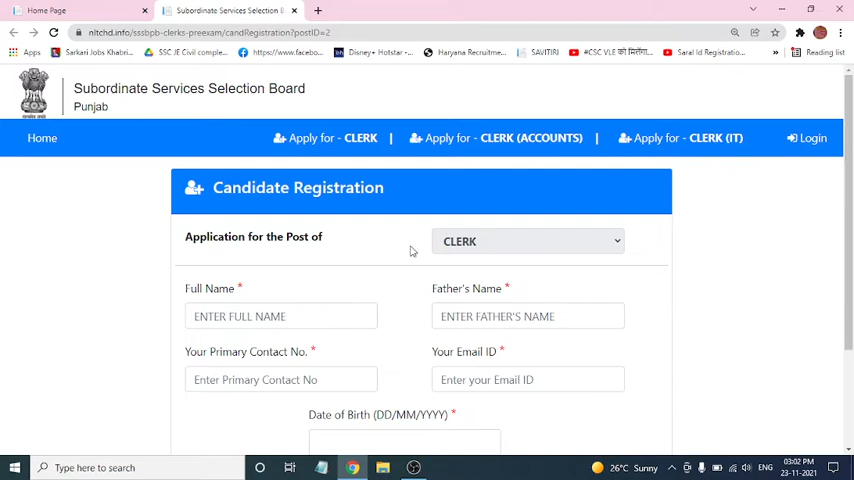 Home Page
Subordinate Services Selection B
nltchd.info/sssbpb-clerks-preexam/candRegistration?postID=2
Apps
Sarkari Jobs Khabri...
SSC JE Civil comple...
https://www.faceboo...
Disney+ Hotstar -...
Haryana Recruitme...
SAVITIRI
#CSC VLE को मिलेगा...
Saral Id Registratio...
Reading list
Subordinate Services Selection Board
Punjab
Home
Apply for - CLERK |
Apply for - CLERK (ACCOUNTS) |
Apply for - CLERK (IT)
Login
Candidate Registration
Application for the Post of
CLERK
Full Name *
Father's Name *
ENTER FULL NAME
ENTER FATHER'S NAME
Your Primary Contact No. *
Your Email ID *
Enter Primary Contact No
Enter your Email ID
Date of Birth (DD/MM/YYYY) *
Type here to search
26°C Sunny
ENG
03:02 PM
23-11-2021